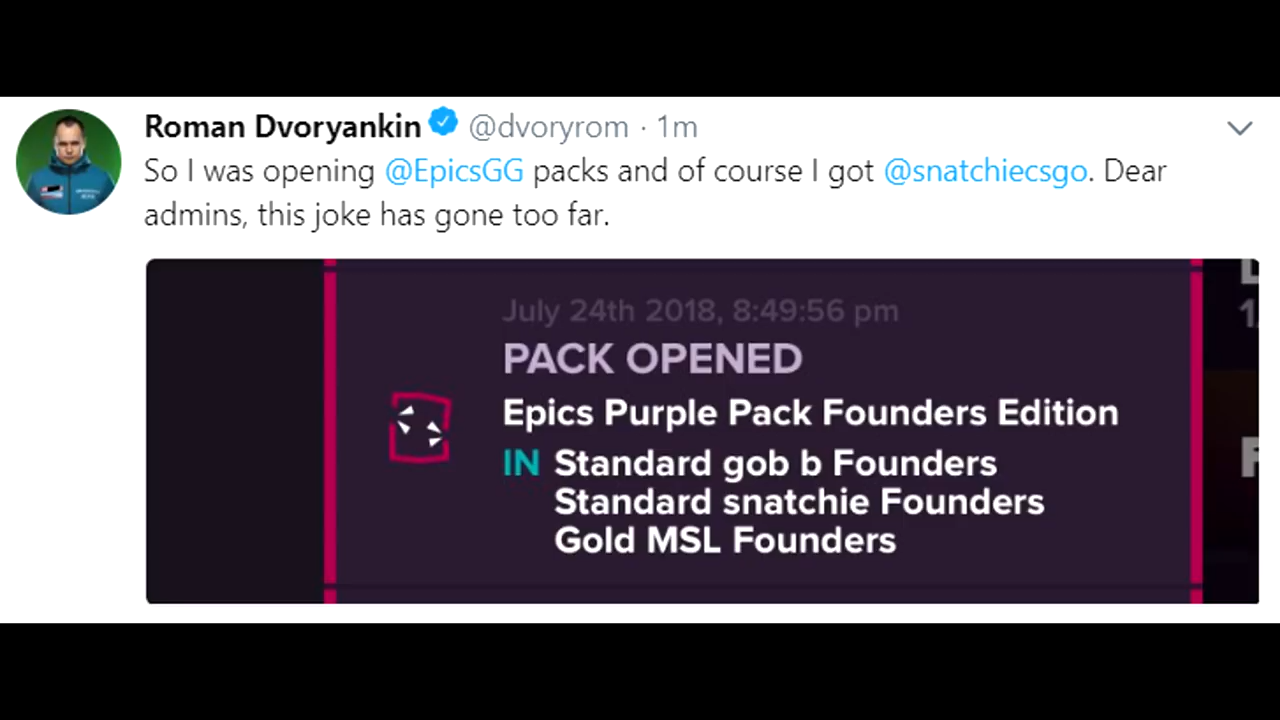 Roman Dvoryankin @dvoryrom · 1m
So I was opening @EpicsGG packs and of course I got @snatchiecsgo. Dear
admins, this joke has gone too far.
July 24th 2018, 8:49:56 pm
PACK OPENED
Epics Purple Pack Founders Edition
IN Standard gob b Founders
Standard snatchie Founders
Gold MSL Founders